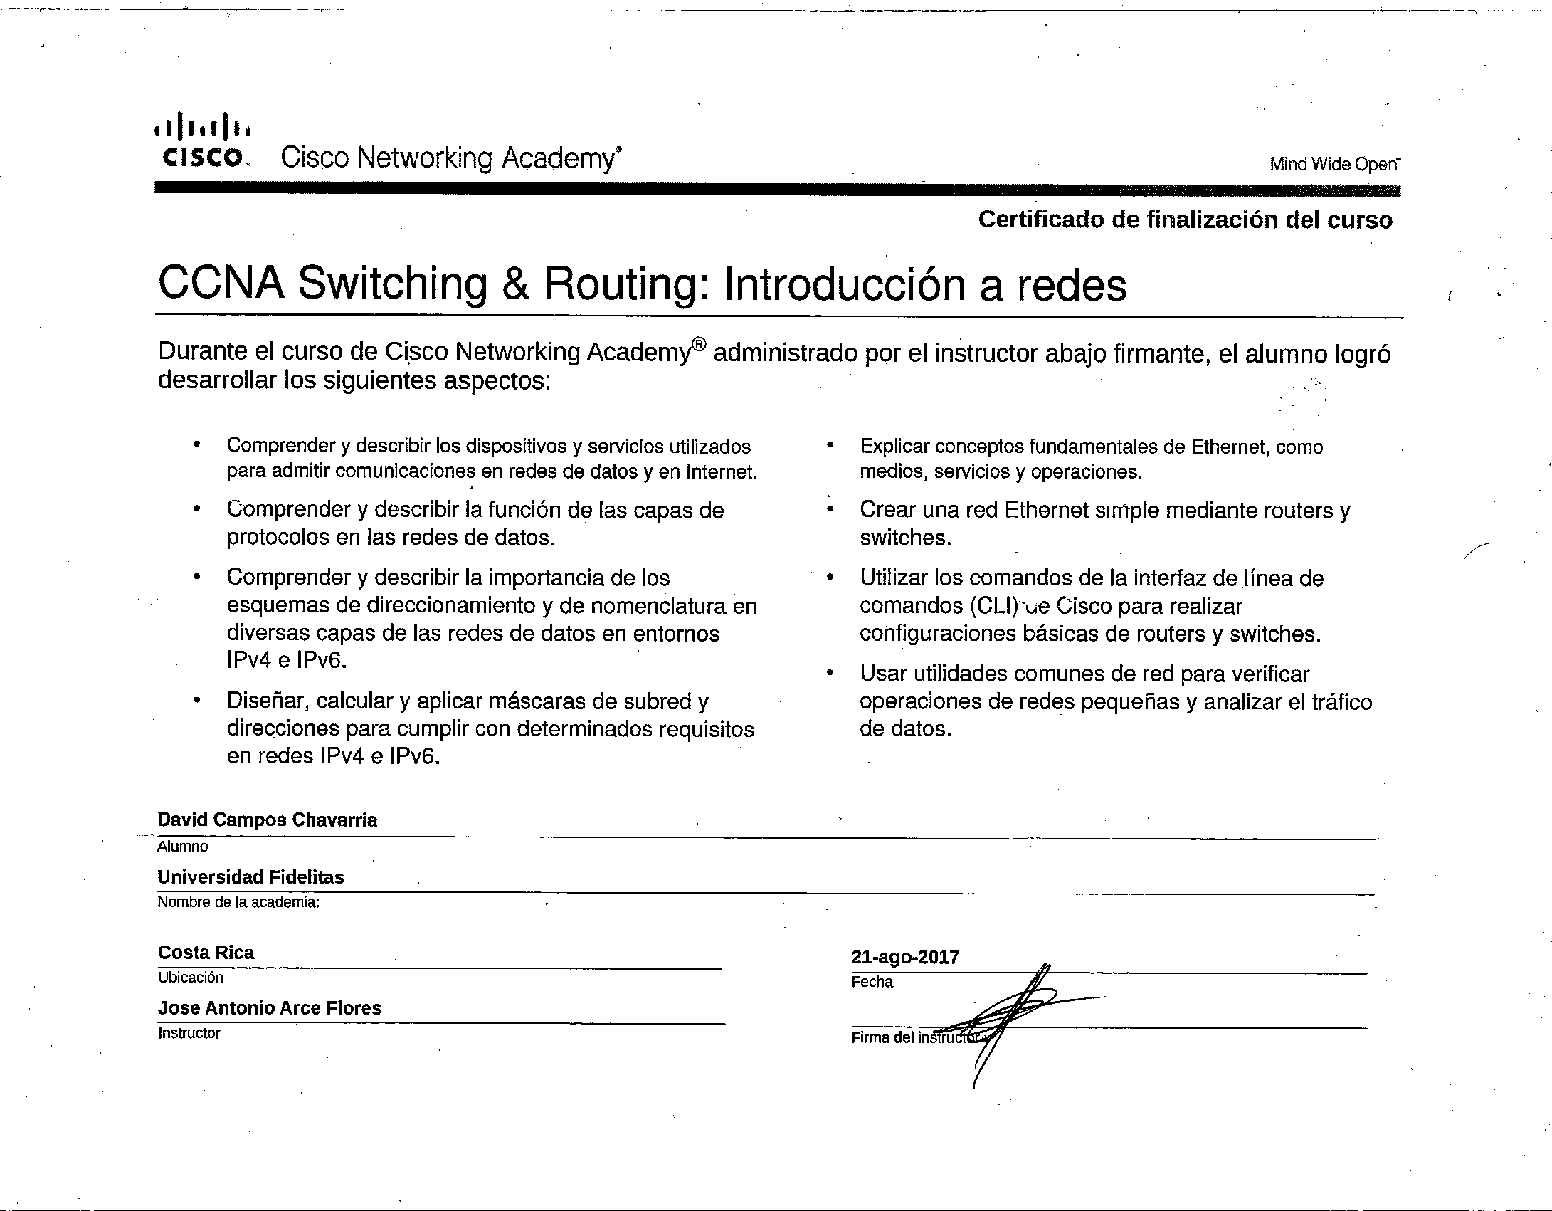 CISCO. Cisco Networking Academy®
Mind Wide Open™
Certificado de finalización del curso
CCNA Switching & Routing: Introducción a redes
Durante el curso de Cisco Networking Academy® administrado por el instructor abajo firmante, el alumno logró
desarrollar los siguientes aspectos:
• Comprender y describir los dispositivos y servicios utilizados
para admitir comunicaciones en redes de datos y en Internet.
• Comprender y describir la función de las capas de
protocolos en las redes de datos.
• Comprender y describir la importancia de los
esquemas de direccionamiento y de nomenclatura en
diversas capas de las redes de datos en entornos
IPv4 e IPv6.
• Diseñar, calcular y aplicar máscaras de subred y
direcciones para cumplir con determinados requisitos
en redes IPv4 e IPv6.
• Explicar conceptos fundamentales de Ethernet, como
medios, servicios y operaciones.
• Crear una red Ethernet simple mediante routers y
switches.
• Utilizar los comandos de la interfaz de línea de
comandos (CLI) de Cisco para realizar
configuraciones básicas de routers y switches.
• Usar utilidades comunes de red para verificar
operaciones de redes pequeñas y analizar el tráfico
de datos.
David Campos Chavarria
Alumno
Universidad Fidelitas
Nombre de la academia:
Costa Rica
Ubicación
21-ago-2017
Fecha
Jose Antonio Arce Flores
Instructor
Firma del instructor